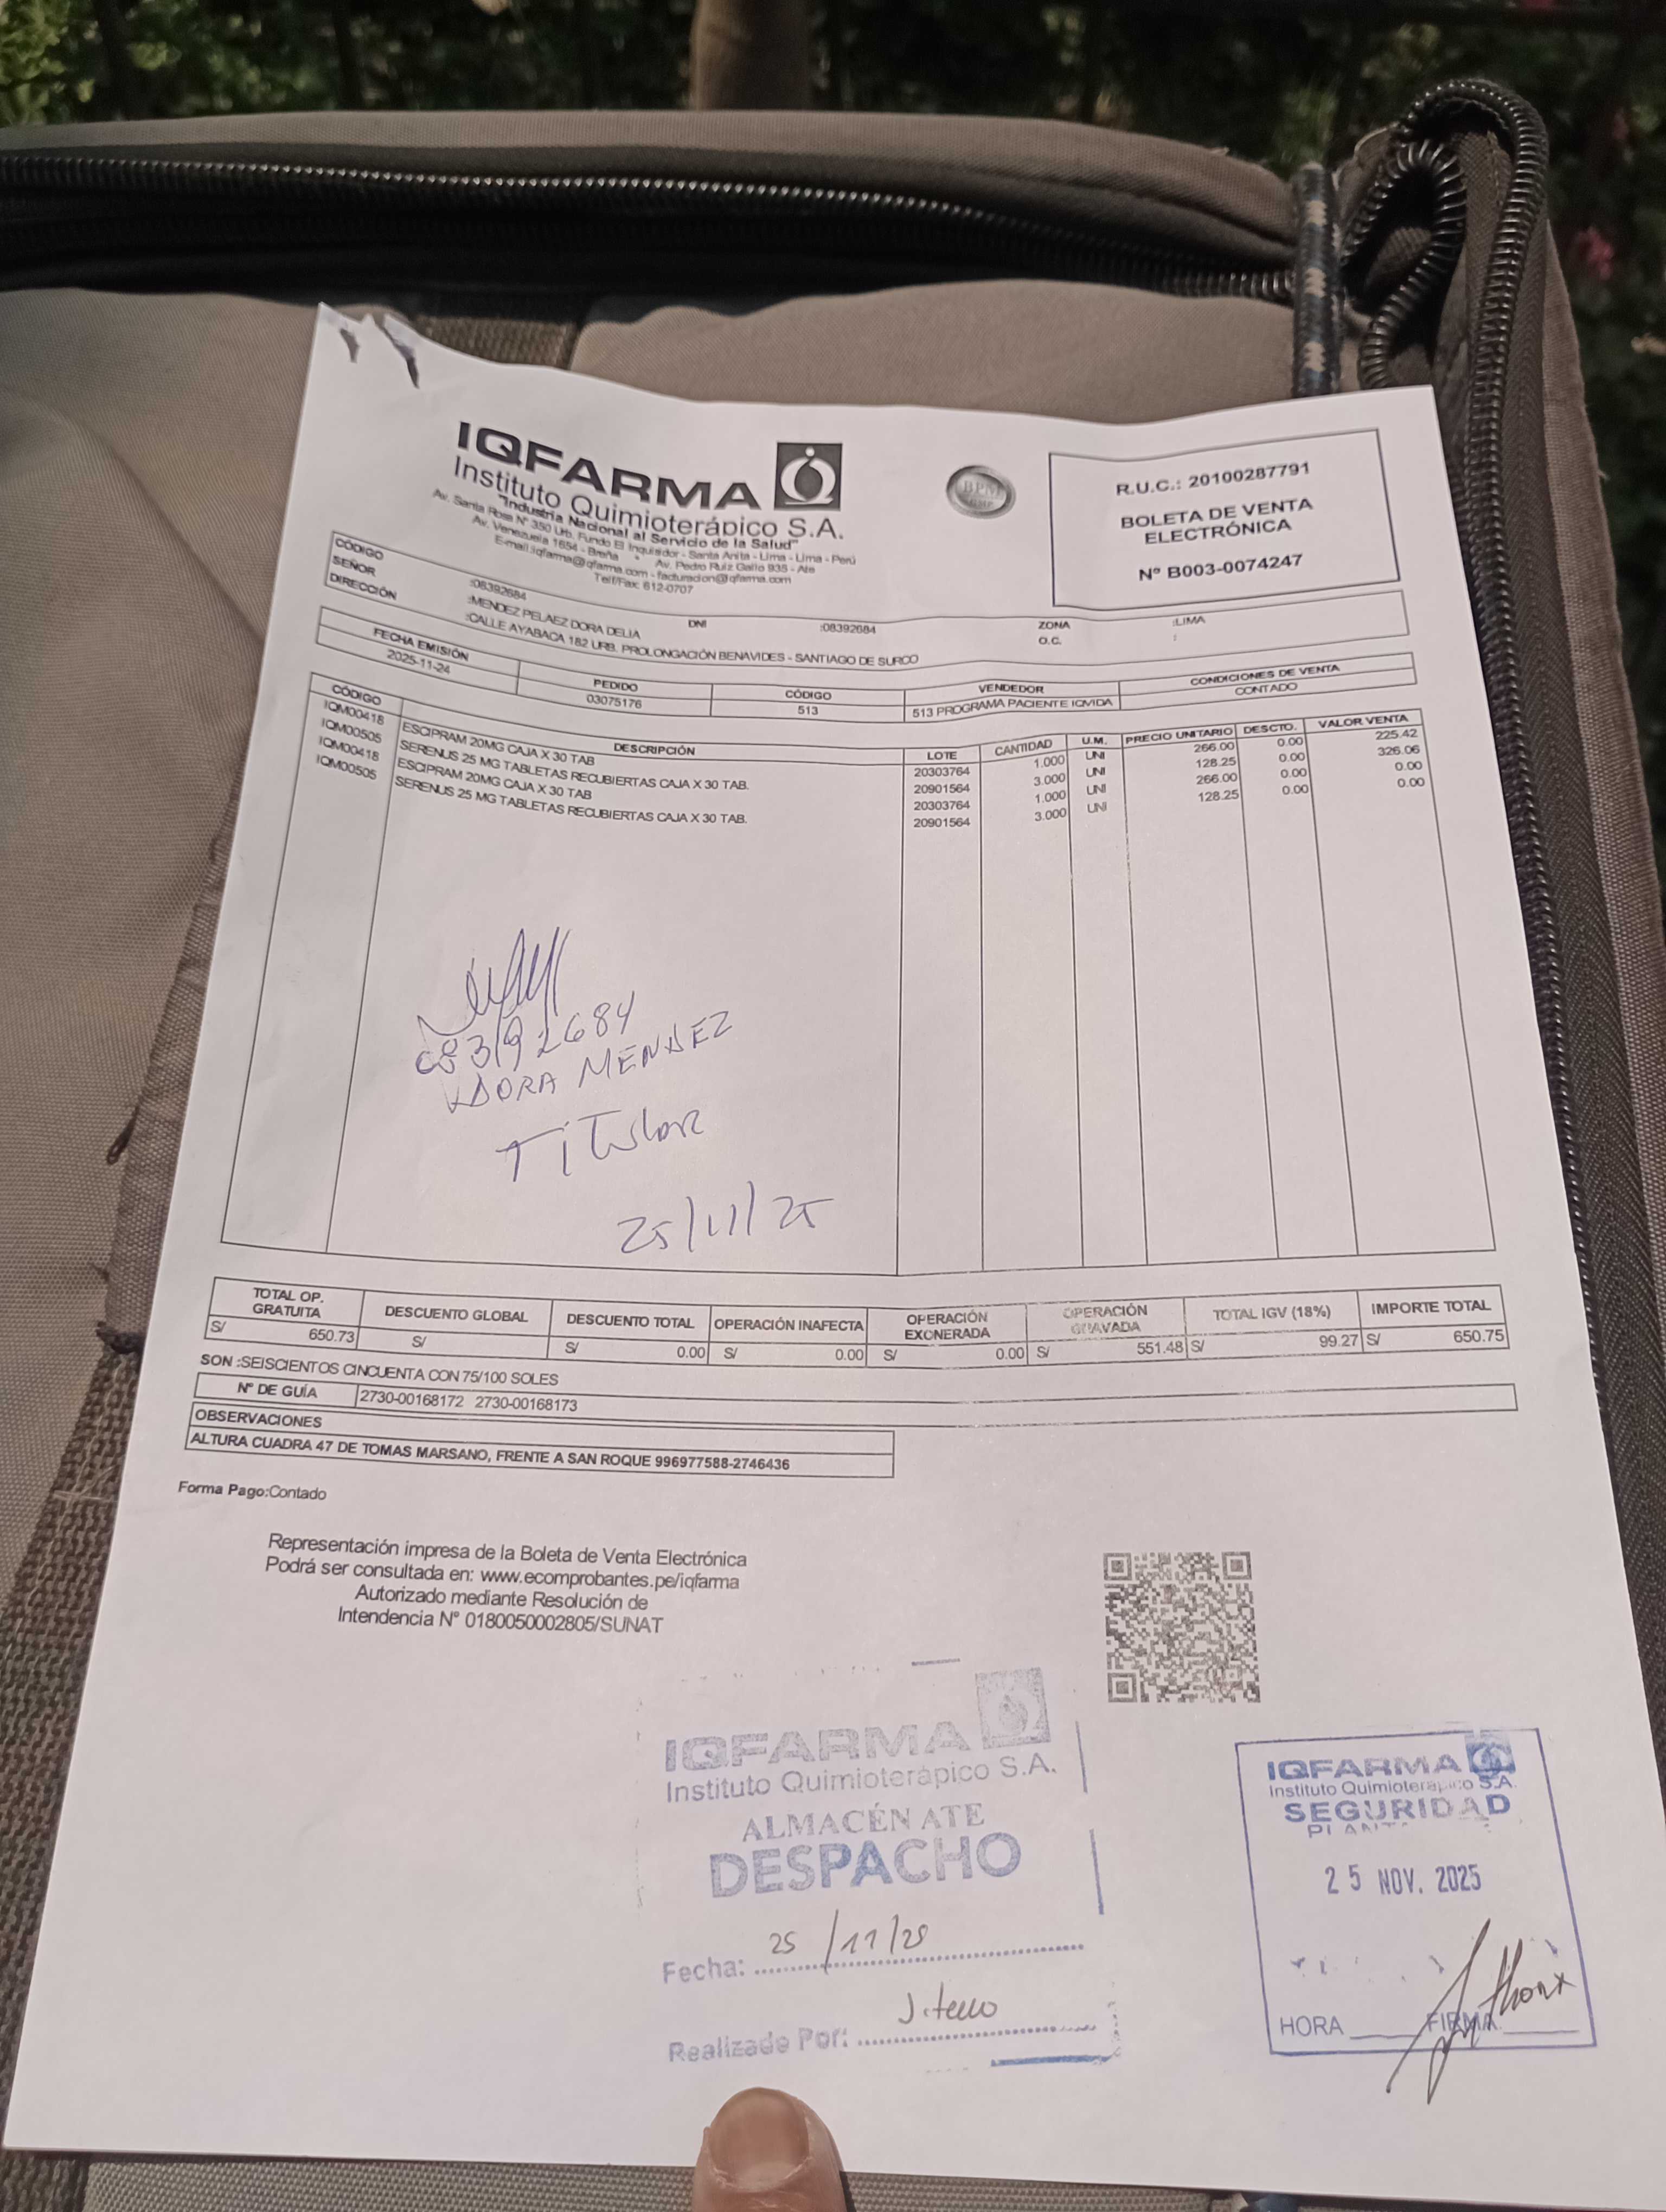 IQFARMA
Instituto Quimioterápico S.A.
"Industria Nacional al Servicio de la Salud"
Av. Santa Rosa N° 350 Urb. Fundo El Inquisidor - Santa Anita - Lima - Lima - Perú
Av. Venezuela 1654 - Breña * Av. Pedro Ruiz Gallo 935 - Ate
E-mail:iqfarma@iqfarma.com - facturacion@iqfarma.com
Telf/Fax: 612-0707
BPM
R.U.C.: 20100287791
BOLETA DE VENTA
ELECTRÓNICA
N° B003-0074247
CÓDIGO :08392684 DNI :08392684 ZONA :LIMA
SEÑOR :MENDEZ PELAEZ DORA DELIA O.C. :
DIRECCIÓN :CALLE AYABACA 182 URB. PROLONGACIÓN BENAVIDES - SANTIAGO DE SURCO
FECHA EMISIÓN PEDIDO CÓDIGO VENDEDOR CONDICIONES DE VENTA
2025-11-24 03075176 513 513 PROGRAMA PACIENTE IQVIDA CONTADO
CÓDIGO DESCRIPCIÓN LOTE CANTIDAD U.M. PRECIO UNITARIO DESCTO. VALOR VENTA
IQM00418 ESCIPRAM 20MG CAJA X 30 TAB 20303764 1.000 UNI 266.00 0.00 225.42
IQM00505 SERENUS 25 MG TABLETAS RECUBIERTAS CAJA X 30 TAB. 20901564 3.000 UNI 128.25 0.00 326.06
IQM00418 ESCIPRAM 20MG CAJA X 30 TAB 20303764 1.000 UNI 266.00 0.00 0.00
IQM00505 SERENUS 25 MG TABLETAS RECUBIERTAS CAJA X 30 TAB. 20901564 3.000 UNI 128.25 0.00 0.00
08392684
DORA MENDEZ
Titular
25/11/25
TOTAL OP. GRATUITA DESCUENTO GLOBAL DESCUENTO TOTAL OPERACIÓN INAFECTA OPERACIÓN EXONERADA OPERACIÓN GRAVADA TOTAL IGV (18%) IMPORTE TOTAL
S/ 650.73 S/ S/ 0.00 S/ 0.00 S/ 0.00 S/ 551.48 S/ 99.27 S/ 650.75
SON :SEISCIENTOS CINCUENTA CON 75/100 SOLES
N° DE GUÍA 2730-00168172 2730-00168173
OBSERVACIONES
ALTURA CUADRA 47 DE TOMAS MARSANO, FRENTE A SAN ROQUE 996977588-2746436
Forma Pago:Contado
Representación impresa de la Boleta de Venta Electrónica
Podrá ser consultada en: www.ecomprobantes.pe/iqfarma
Autorizado mediante Resolución de
Intendencia N° 0180050002805/SUNAT
IQFARMA
Instituto Quimioterápico S.A.
ALMACÉN ATE
DESPACHO
Fecha: 25/11/25
Realizado Por: J. tello
IQFARMA
Instituto Quimioterápico S.A.
SEGURIDAD
PLANTA
25 NOV. 2025
HORA FIRMA